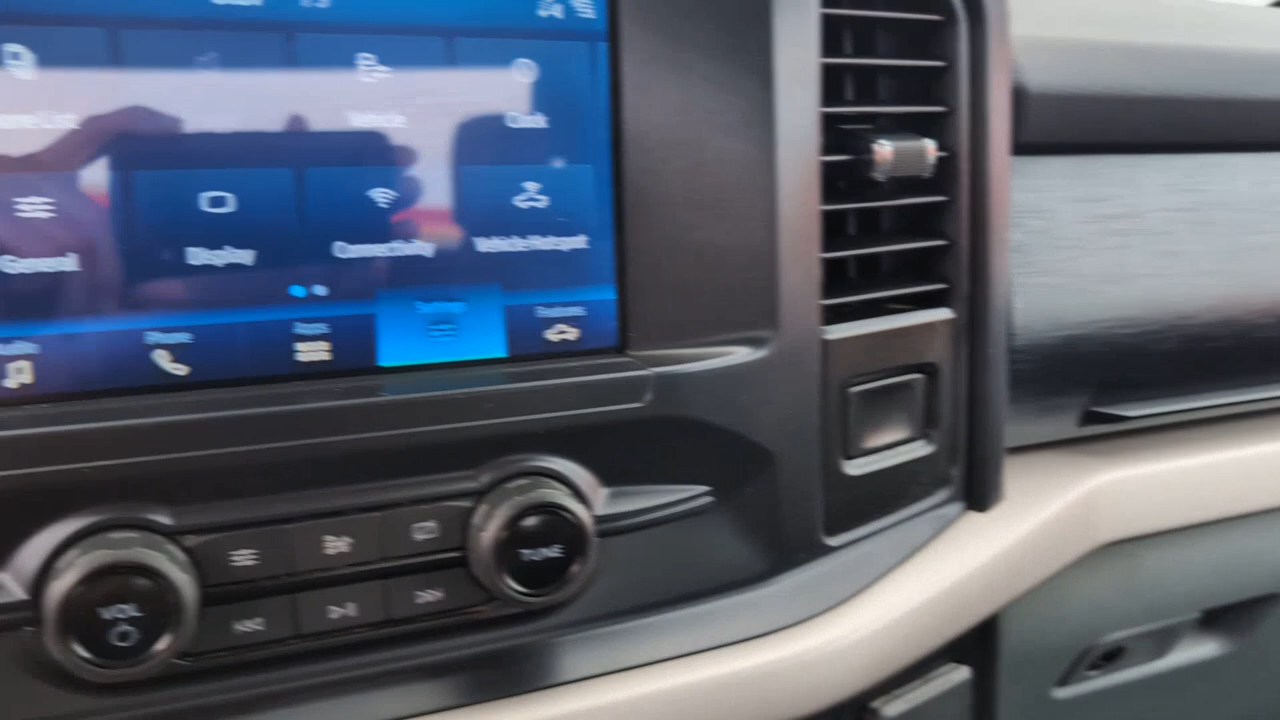 Vehicle
Clock
General
Display
Connectivity
Vehicle Hotspot
Phone
Apps
Settings
Features
VOL
TUNE